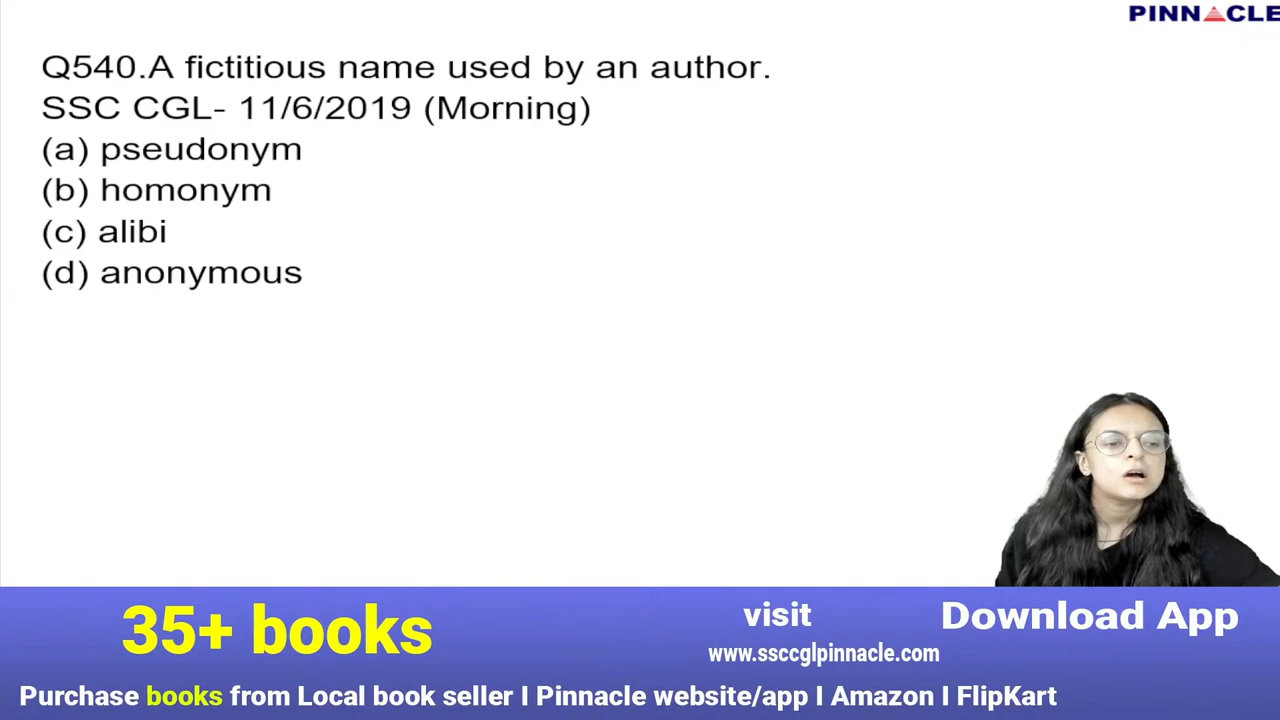 PINNACLE
Q540.A fictitious name used by an author.
SSC CGL- 11/6/2019 (Morning)
(a) pseudonym
(b) homonym
(c) alibi
(d) anonymous
35+ books
visit
www.ssccglpinnacle.com
Download App
Purchase books from Local book seller I Pinnacle website/app I Amazon I FlipKart